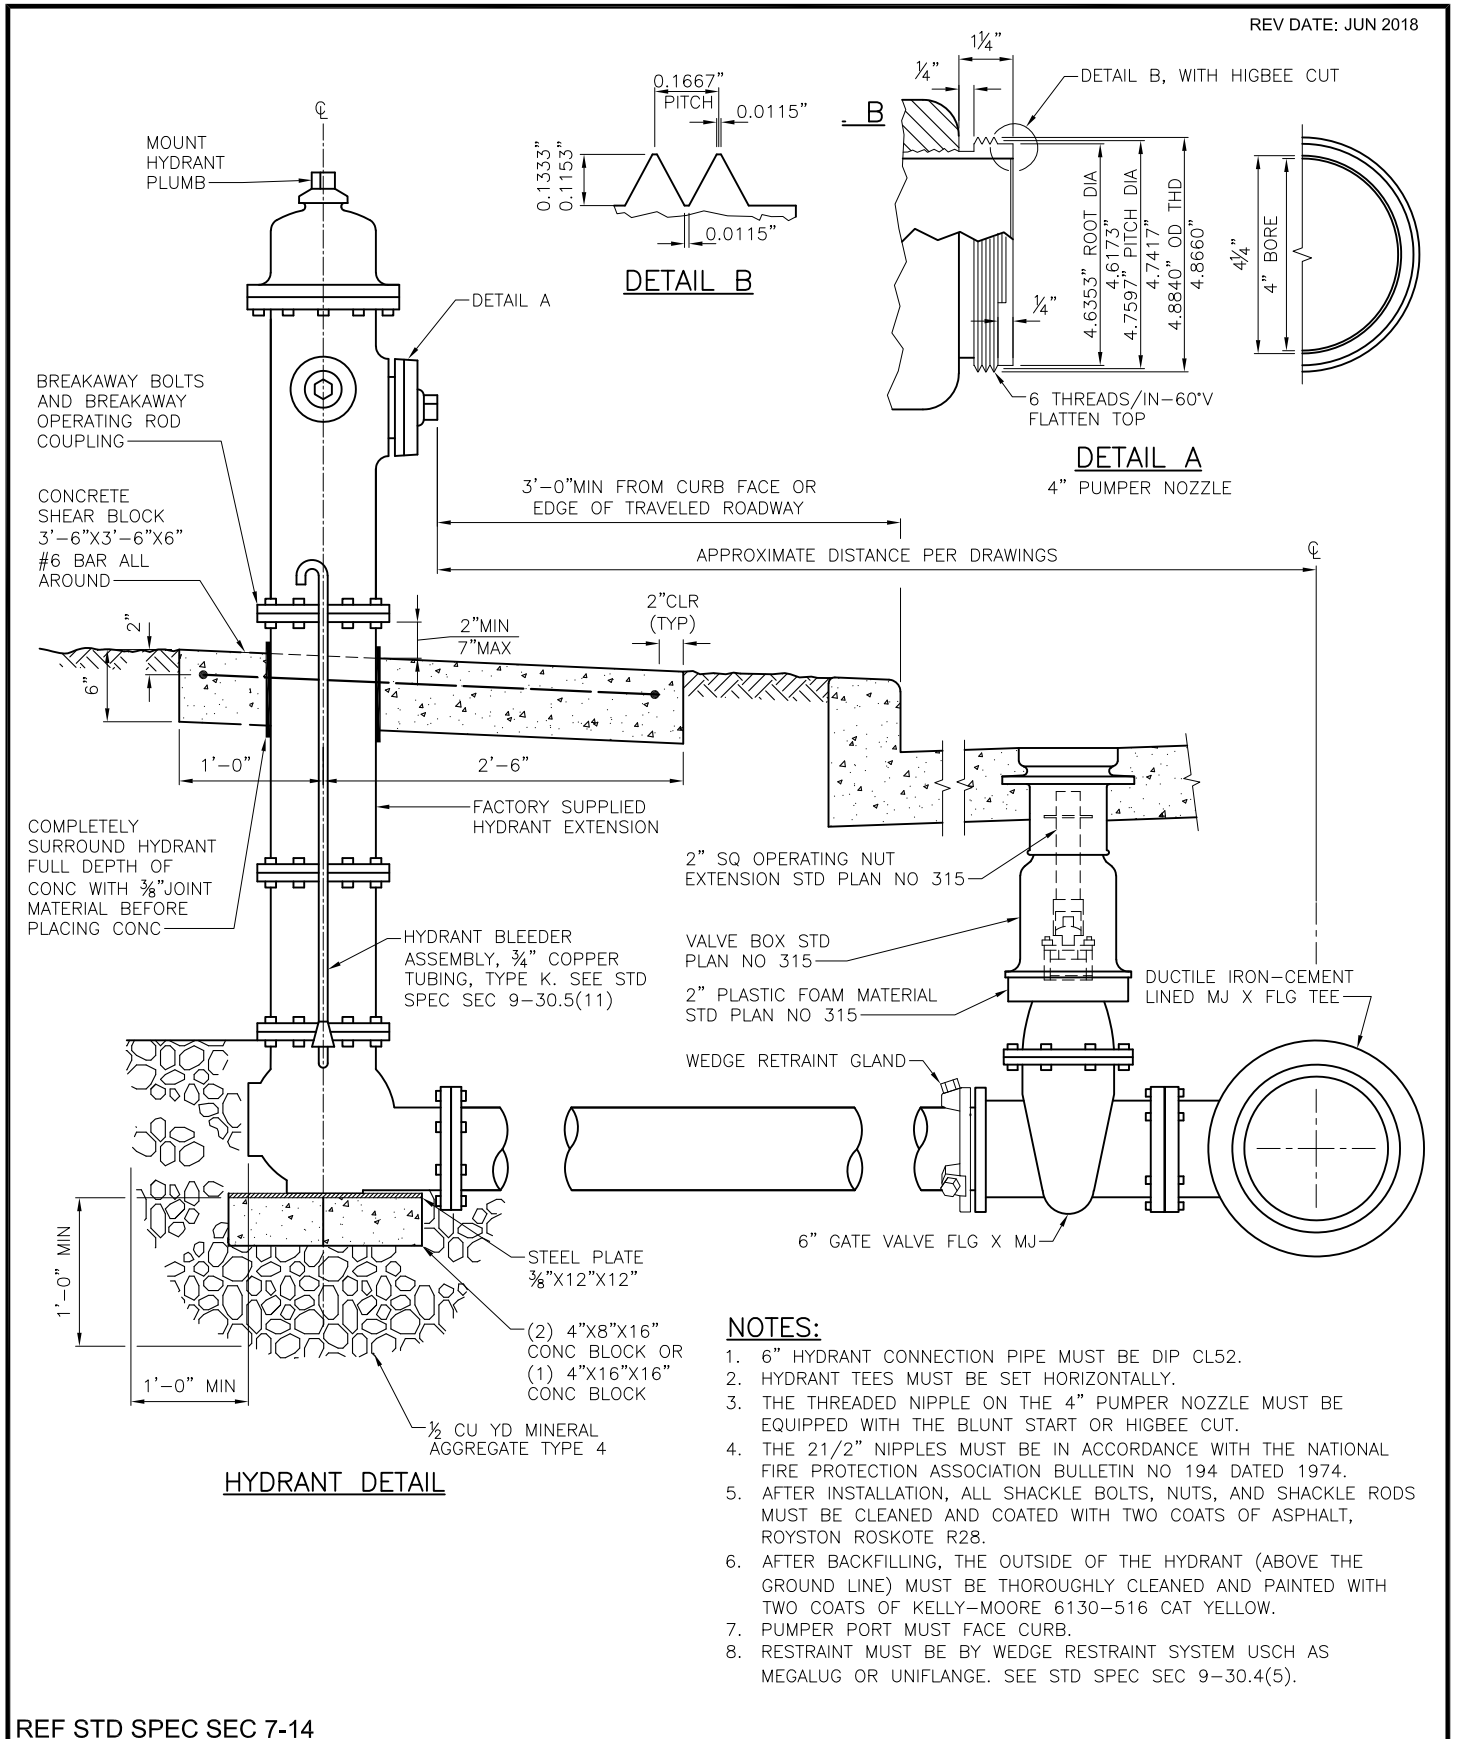 REV DATE: JUN 2018
℄
MOUNT
HYDRANT
PLUMB
0.1667"
PITCH
0.0115"
0.1333"
0.1153"
0.0115"
DETAIL B
B
1¼"
¼"
DETAIL B, WITH HIGBEE CUT
4.6353" ROOT DIA
4.6173"
4.7597" PITCH DIA
4.7417"
4.8840" OD THD
4.8660"
4¼"
4" BORE
¼"
6 THREADS/IN-60°V
FLATTEN TOP
DETAIL A
4" PUMPER NOZZLE
DETAIL A
BREAKAWAY BOLTS
AND BREAKAWAY
OPERATING ROD
COUPLING
CONCRETE
SHEAR BLOCK
3'-6"X3'-6"X6"
#6 BAR ALL
AROUND
3'-0"MIN FROM CURB FACE OR
EDGE OF TRAVELED ROADWAY
APPROXIMATE DISTANCE PER DRAWINGS
℄
2"
6"
2"MIN
7"MAX
2"CLR
(TYP)
1'-0"
2'-6"
FACTORY SUPPLIED
HYDRANT EXTENSION
COMPLETELY
SURROUND HYDRANT
FULL DEPTH OF
CONC WITH ⅜"JOINT
MATERIAL BEFORE
PLACING CONC
2" SQ OPERATING NUT
EXTENSION STD PLAN NO 315
HYDRANT BLEEDER
ASSEMBLY, ¾" COPPER
TUBING, TYPE K. SEE STD
SPEC SEC 9-30.5(11)
VALVE BOX STD
PLAN NO 315
2" PLASTIC FOAM MATERIAL
STD PLAN NO 315
DUCTILE IRON-CEMENT
LINED MJ X FLG TEE
WEDGE RETRAINT GLAND
6" GATE VALVE FLG X MJ
1'-0" MIN
1'-0" MIN
STEEL PLATE
⅜"X12"X12"
(2) 4"X8"X16"
CONC BLOCK OR
(1) 4"X16"X16"
CONC BLOCK
½ CU YD MINERAL
AGGREGATE TYPE 4
HYDRANT DETAIL
NOTES:
1. 6" HYDRANT CONNECTION PIPE MUST BE DIP CL52.
2. HYDRANT TEES MUST BE SET HORIZONTALLY.
3. THE THREADED NIPPLE ON THE 4" PUMPER NOZZLE MUST BE
EQUIPPED WITH THE BLUNT START OR HIGBEE CUT.
4. THE 21/2" NIPPLES MUST BE IN ACCORDANCE WITH THE NATIONAL
FIRE PROTECTION ASSOCIATION BULLETIN NO 194 DATED 1974.
5. AFTER INSTALLATION, ALL SHACKLE BOLTS, NUTS, AND SHACKLE RODS
MUST BE CLEANED AND COATED WITH TWO COATS OF ASPHALT,
ROYSTON ROSKOTE R28.
6. AFTER BACKFILLING, THE OUTSIDE OF THE HYDRANT (ABOVE THE
GROUND LINE) MUST BE THOROUGHLY CLEANED AND PAINTED WITH
TWO COATS OF KELLY-MOORE 6130-516 CAT YELLOW.
7. PUMPER PORT MUST FACE CURB.
8. RESTRAINT MUST BE BY WEDGE RESTRAINT SYSTEM USCH AS
MEGALUG OR UNIFLANGE. SEE STD SPEC SEC 9-30.4(5).
REF STD SPEC SEC 7-14